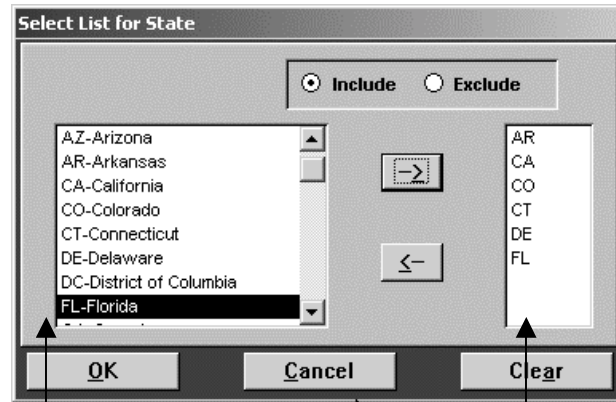 Select List for State
Include Exclude
AZ-Arizona
AR-Arkansas
CA-California
CO-Colorado
CT-Connecticut
DE-Delaware
DC-District of Columbia
FL-Florida
->
<-
AR
CA
CO
CT
DE
FL
OK Cancel Clear